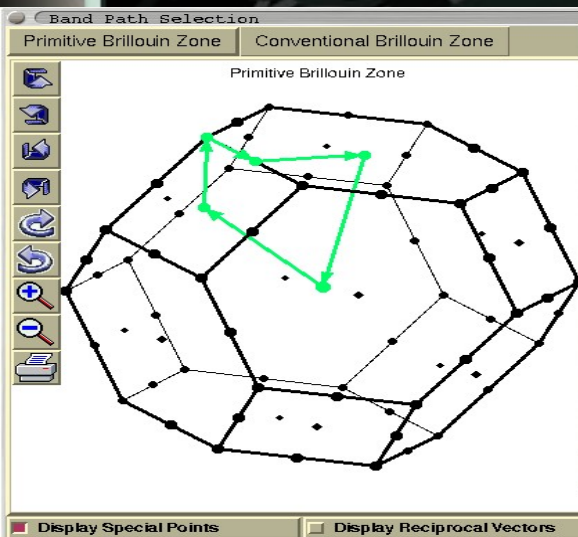 Band Path Selection
Primitive Brillouin Zone Conventional Brillouin Zone
Primitive Brillouin Zone
Display Special Points Display Reciprocal Vectors